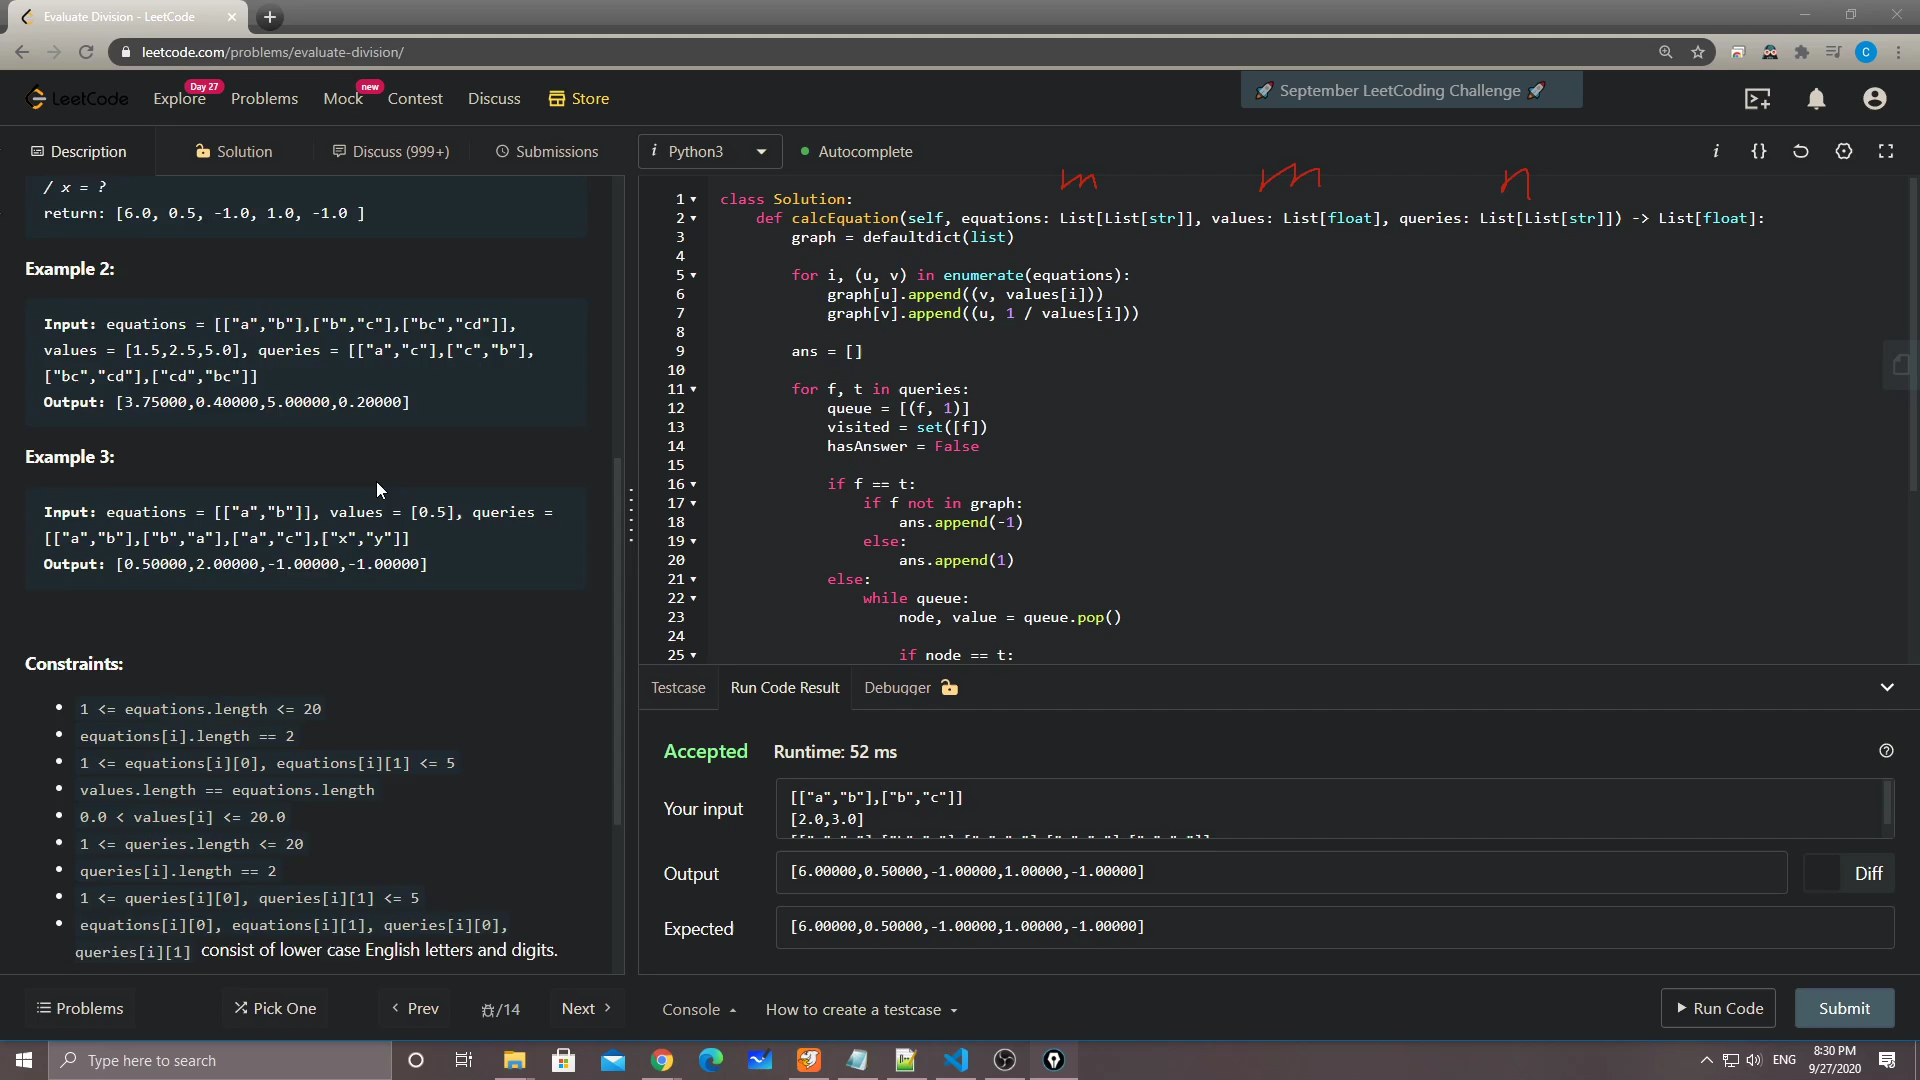 Evaluate Division - LeetCode
leetcode.com/problems/evaluate-division/
C
LeetCode
Explore
Day 27
Problems
Mock
new
Contest
Discuss
Store
🚀 September LeetCoding Challenge 🚀
Description
Solution
Discuss (999+)
Submissions
i Python3
Autocomplete
i {}
/ x = ?
return: [6.0, 0.5, -1.0, 1.0, -1.0 ]
Example 2:
Input: equations = [["a","b"],["b","c"],["bc","cd"]],
values = [1.5,2.5,5.0], queries = [["a","c"],["c","b"],
["bc","cd"],["cd","bc"]]
Output: [3.75000,0.40000,5.00000,0.20000]
Example 3:
Input: equations = [["a","b"]], values = [0.5], queries =
[["a","b"],["b","a"],["a","c"],["x","y"]]
Output: [0.50000,2.00000,-1.00000,-1.00000]
Constraints:
1 <= equations.length <= 20
equations[i].length == 2
1 <= equations[i][0], equations[i][1] <= 5
values.length == equations.length
0.0 < values[i] <= 20.0
1 <= queries.length <= 20
queries[i].length == 2
1 <= queries[i][0], queries[i][1] <= 5
equations[i][0], equations[i][1], queries[i][0],
queries[i][1] consist of lower case English letters and digits.
m m n
1 class Solution:
2 def calcEquation(self, equations: List[List[str]], values: List[float], queries: List[List[str]]) -> List[float]:
3 graph = defaultdict(list)
4
5 for i, (u, v) in enumerate(equations):
6 graph[u].append((v, values[i]))
7 graph[v].append((u, 1 / values[i]))
8
9 ans = []
10
11 for f, t in queries:
12 queue = [(f, 1)]
13 visited = set([f])
14 hasAnswer = False
15
16 if f == t:
17 if f not in graph:
18 ans.append(-1)
19 else:
20 ans.append(1)
21 else:
22 while queue:
23 node, value = queue.pop()
24
25 if node == t:
Testcase
Run Code Result
Debugger
Accepted
Runtime: 52 ms
Your input
[["a","b"],["b","c"]]
[2.0,3.0]
Output
[6.00000,0.50000,-1.00000,1.00000,-1.00000]
Diff
Expected
[6.00000,0.50000,-1.00000,1.00000,-1.00000]
Problems
Pick One
Prev
/14
Next
Console
How to create a testcase
Run Code
Submit
Type here to search
ENG
8:30 PM
9/27/2020